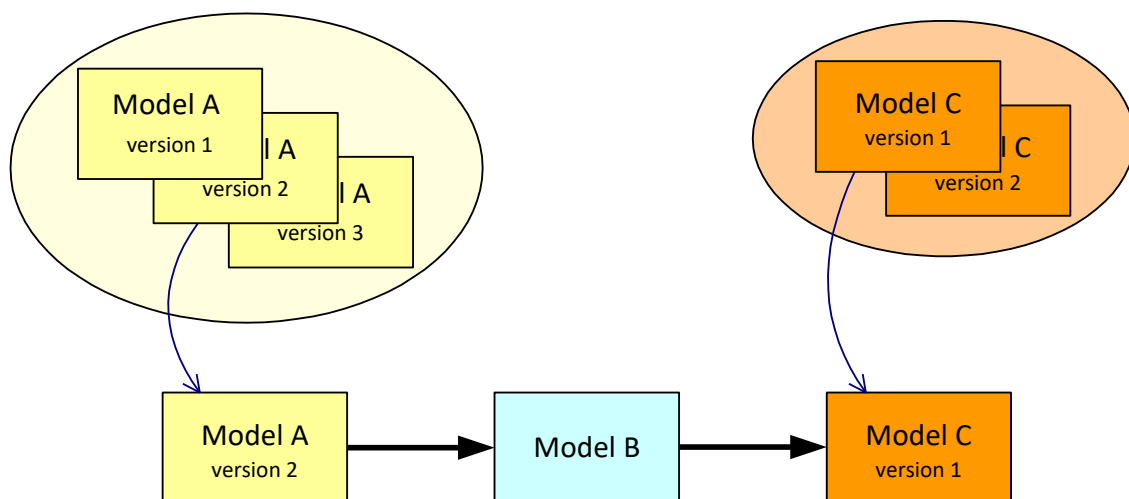 Model A
version 1
l A
version 2
l A
version 3
Model C
version 1
l C
version 2
Model A
version 2
Model B
Model C
version 1